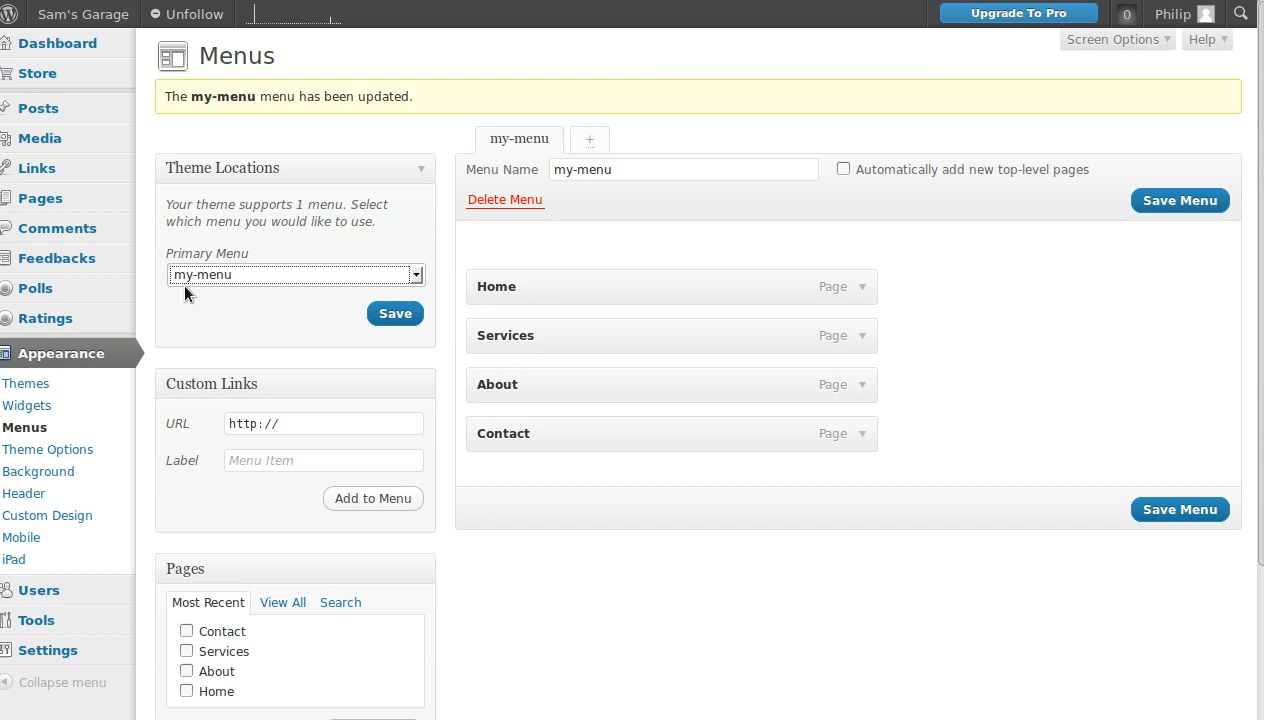 Sam's Garage
Unfollow
Upgrade To Pro
0
Philip
Dashboard
Store
Posts
Media
Links
Pages
Comments
Feedbacks
Polls
Ratings
Appearance
Themes
Widgets
Menus
Theme Options
Background
Header
Custom Design
Mobile
iPad
Users
Tools
Settings
Collapse menu
Menus
Screen Options
Help
The my-menu menu has been updated.
Theme Locations
Your theme supports 1 menu. Select
which menu you would like to use.
Primary Menu
my-menu
Save
Custom Links
URL http://
Label Menu Item
Add to Menu
Pages
Most Recent View All Search
Contact
Services
About
Home
my-menu +
Menu Name my-menu Automatically add new top-level pages
Delete Menu
Save Menu
Home Page
Services Page
About Page
Contact Page
Save Menu